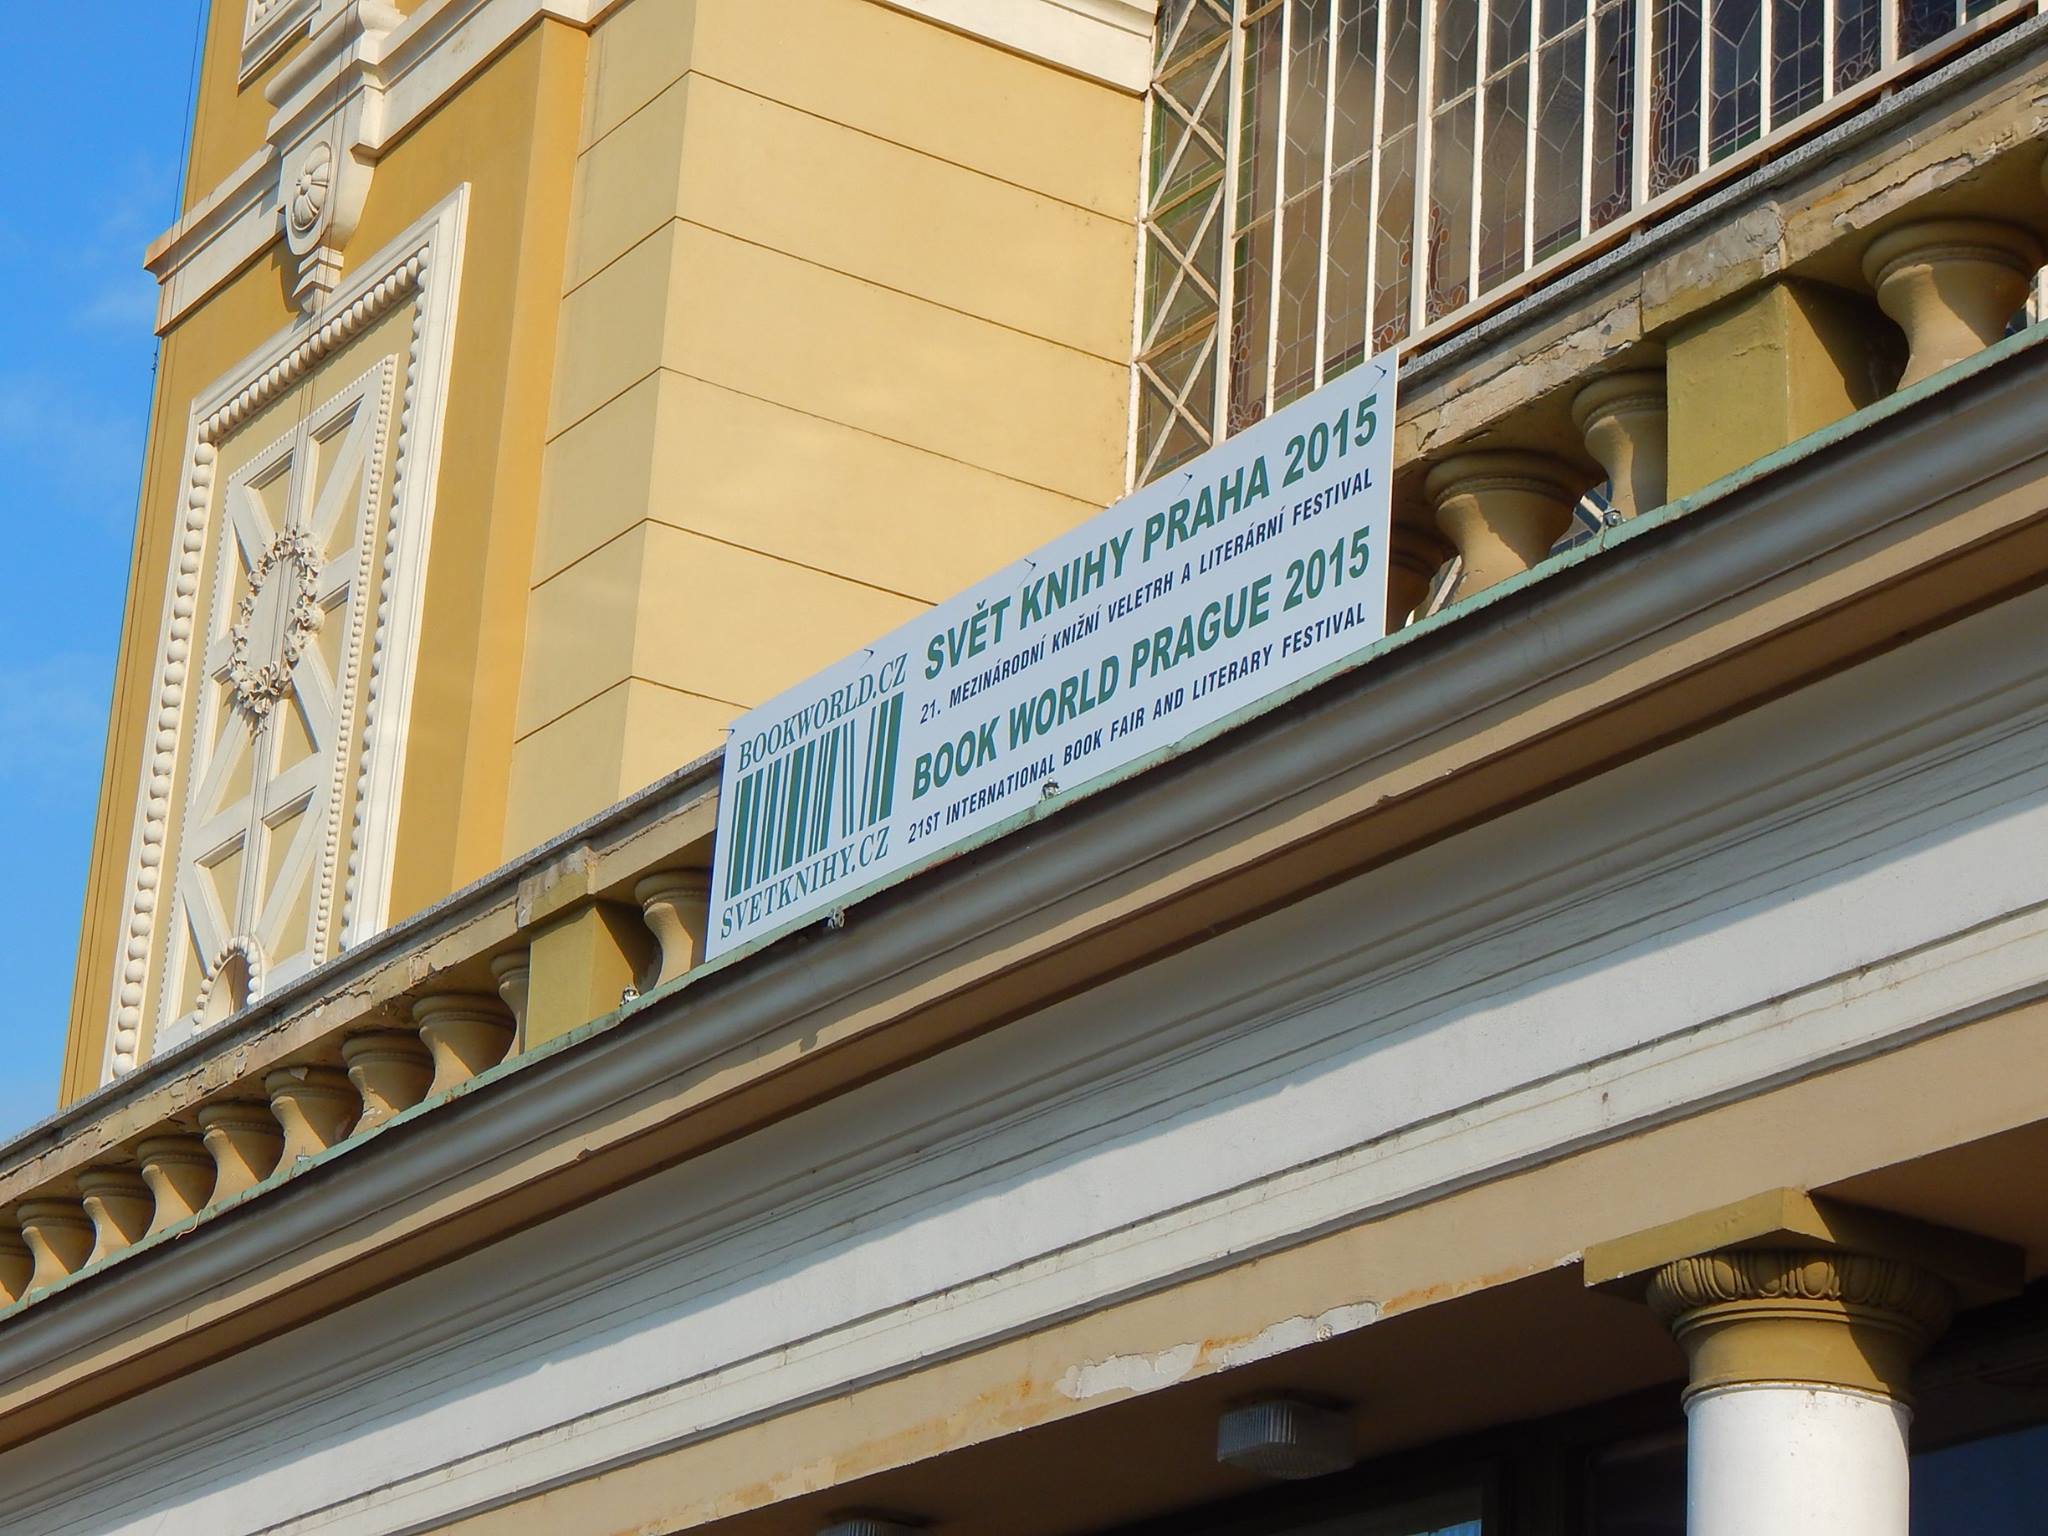 BOOKWORLD.CZ
SVETKNIHY.CZ
SVĚT KNIHY PRAHA 2015
21. MEZINÁRODNÍ KNIŽNÍ VELETRH A LITERÁRNÍ FESTIVAL
BOOK WORLD PRAGUE 2015
21ST INTERNATIONAL BOOK FAIR AND LITERARY FESTIVAL